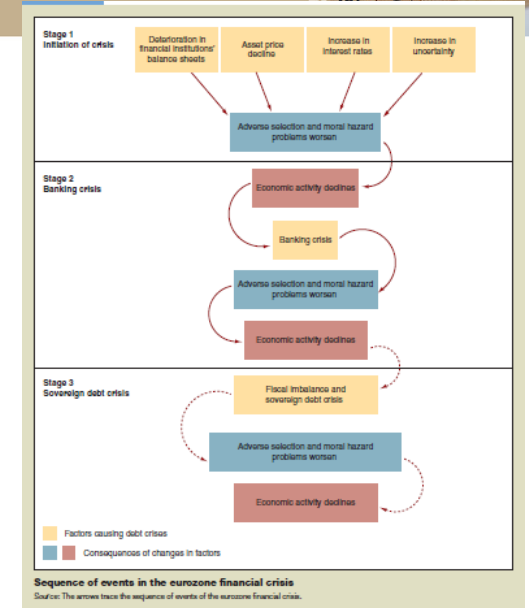 Stage 1
Initiation of crisis
Deterioration in
financial institutions'
balance sheets
Asset price
decline
Increase in
interest rates
Increase in
uncertainty
Adverse selection and moral hazard
problems worsen
Stage 2
Banking crisis
Economic activity declines
Banking crisis
Adverse selection and moral hazard
problems worsen
Economic activity declines
Stage 3
Sovereign debt crisis
Fiscal imbalance and
sovereign debt crisis
Adverse selection and moral hazard
problems worsen
Economic activity declines
Factors causing debt crises
Consequences of changes in factors
Sequence of events in the eurozone financial crisis
Source: The arrows trace the sequence of events of the eurozone financial crisis.